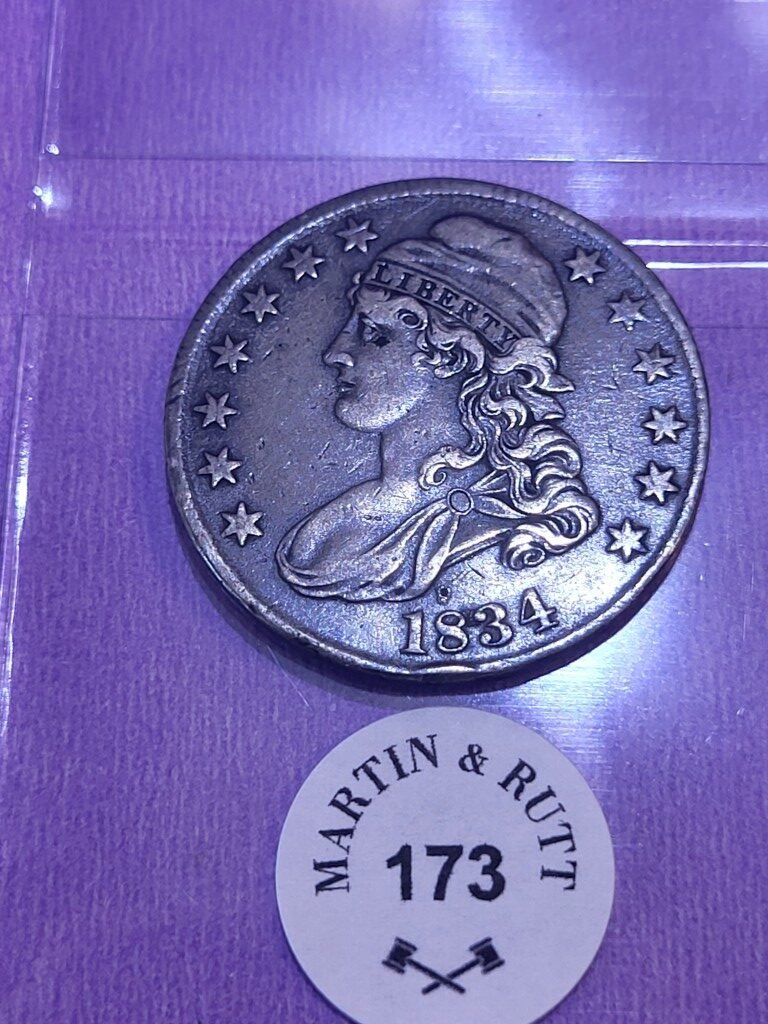 LIBERTY
1834
MARTIN & RUTT
173